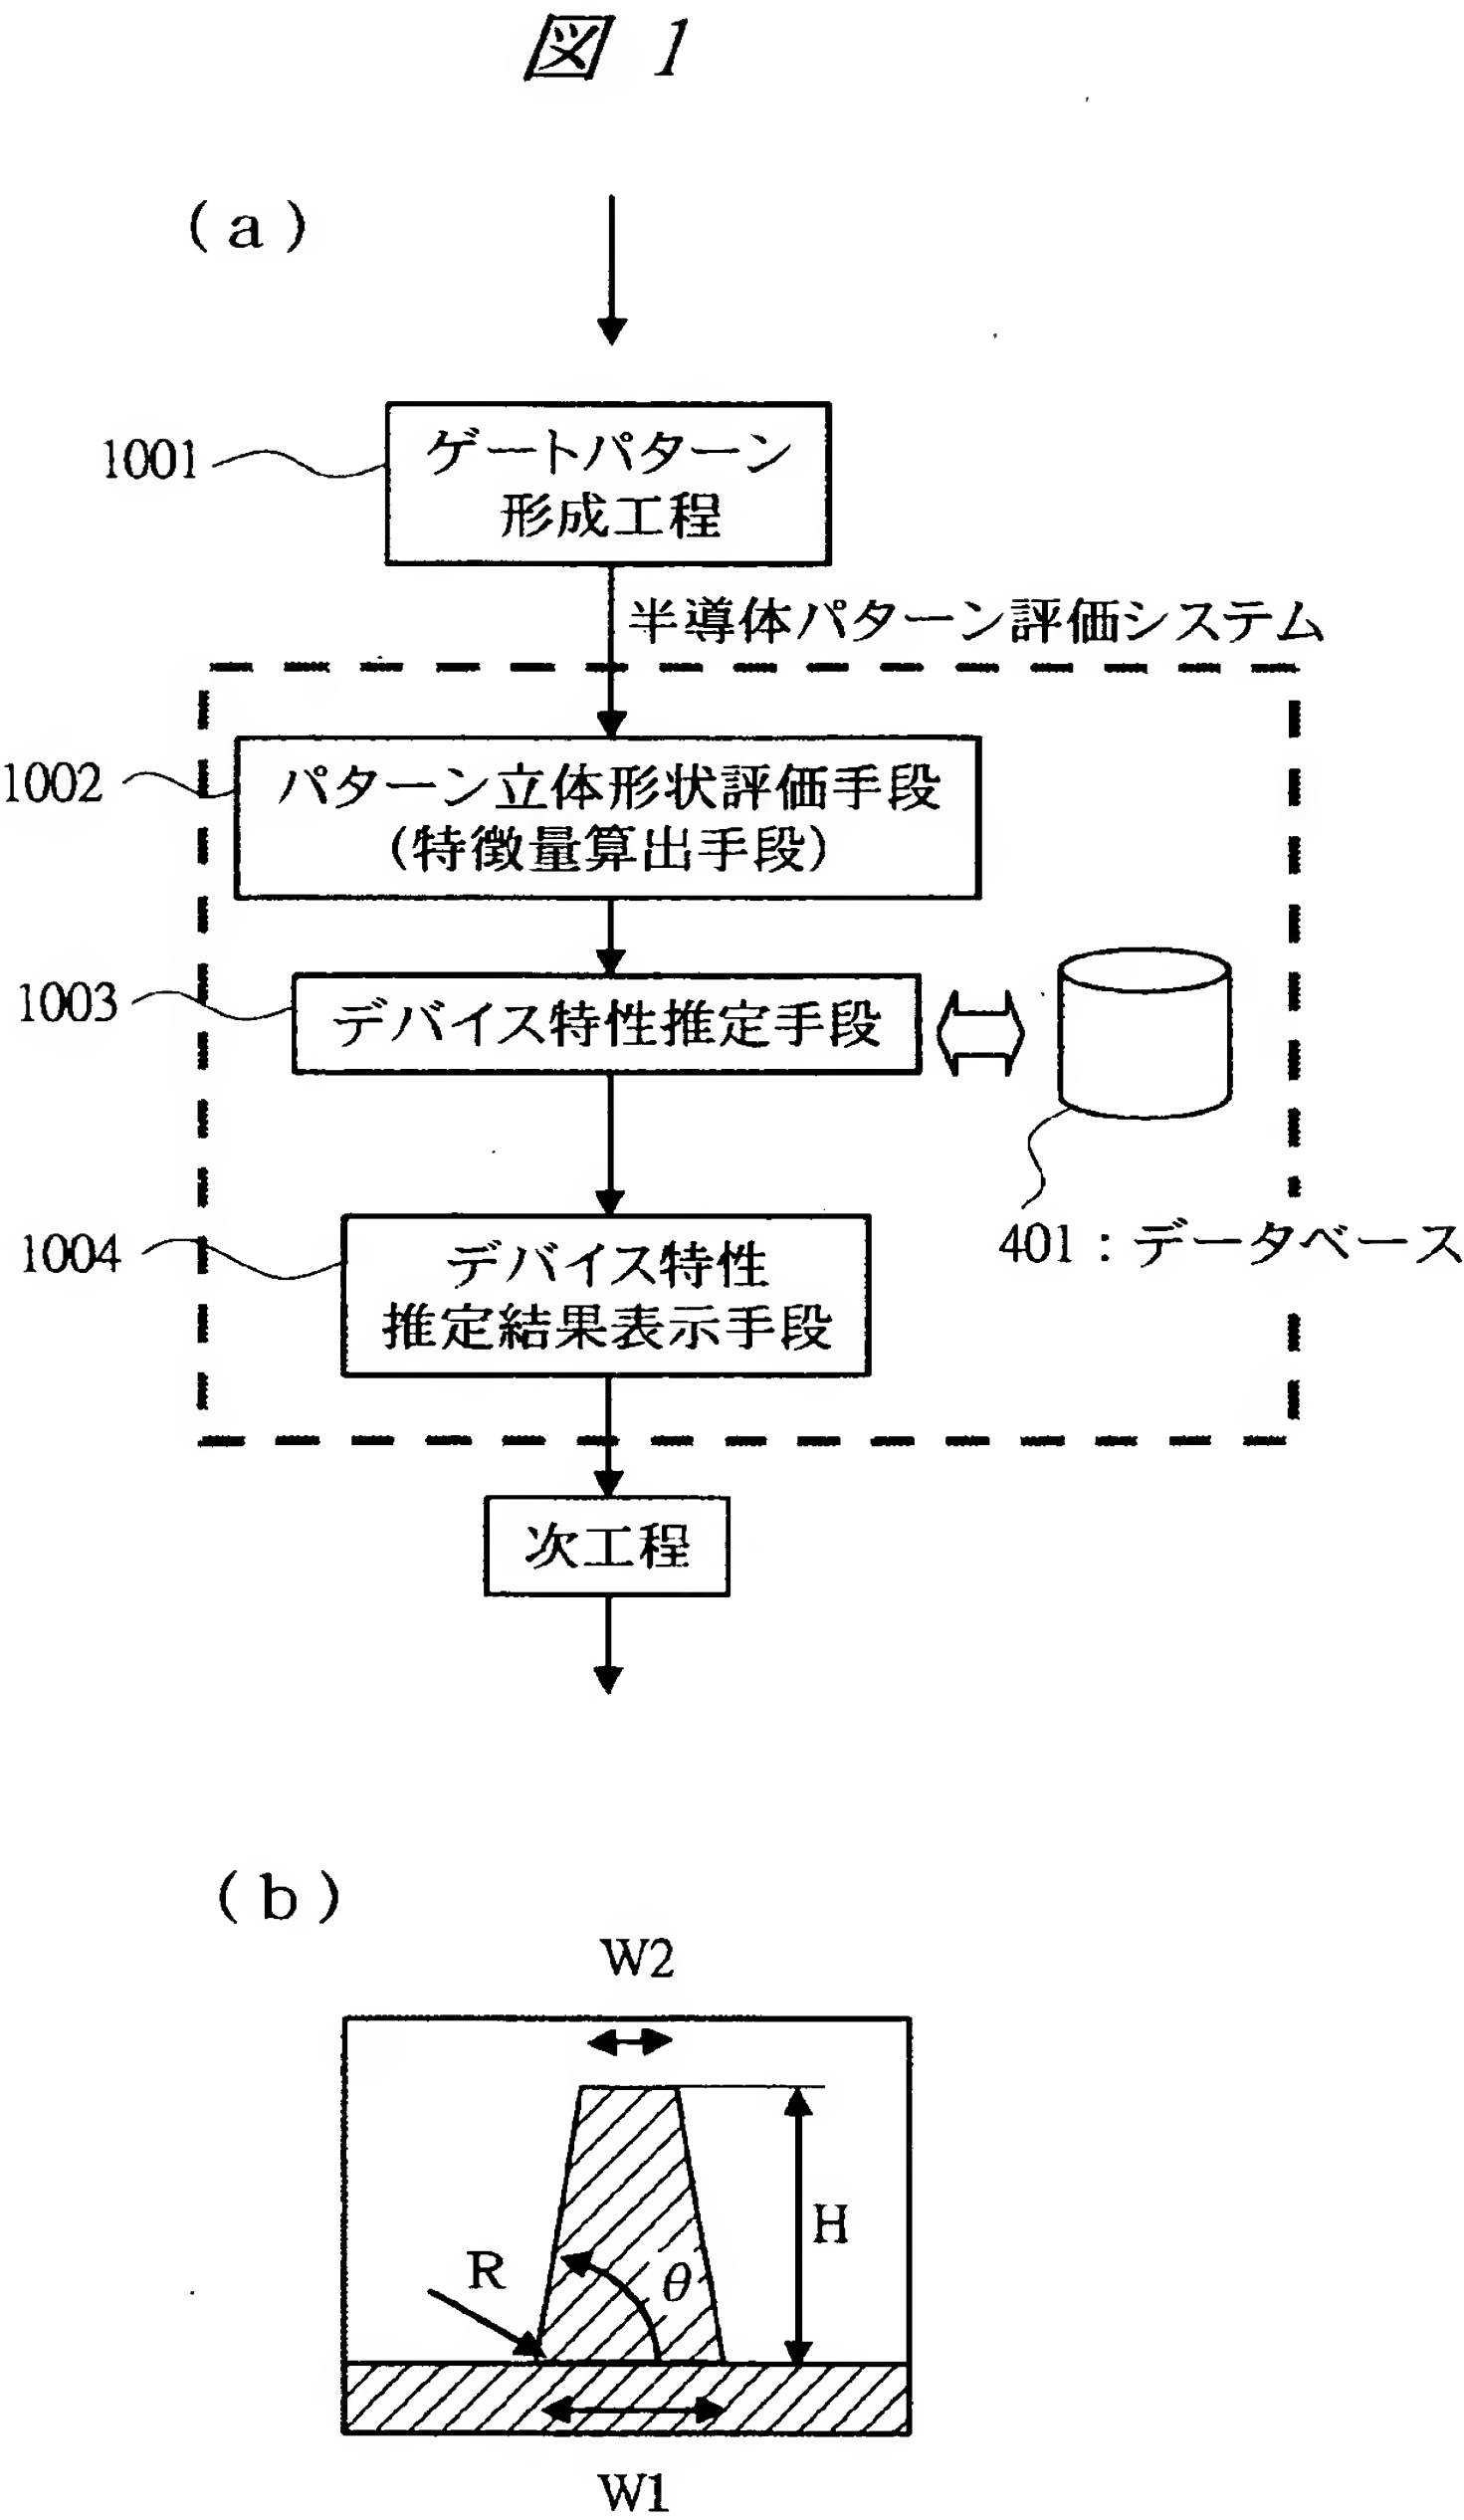 図 1
(a)
1001
ゲートパターン
形成工程
半導体パターン評価システム
1002
パターン立体形状評価手段
(特徴量算出手段)
1003
デバイス特性推定手段
401:データベース
1004
デバイス特性
推定結果表示手段
次工程
(b)
W2
H
R
θ
W1